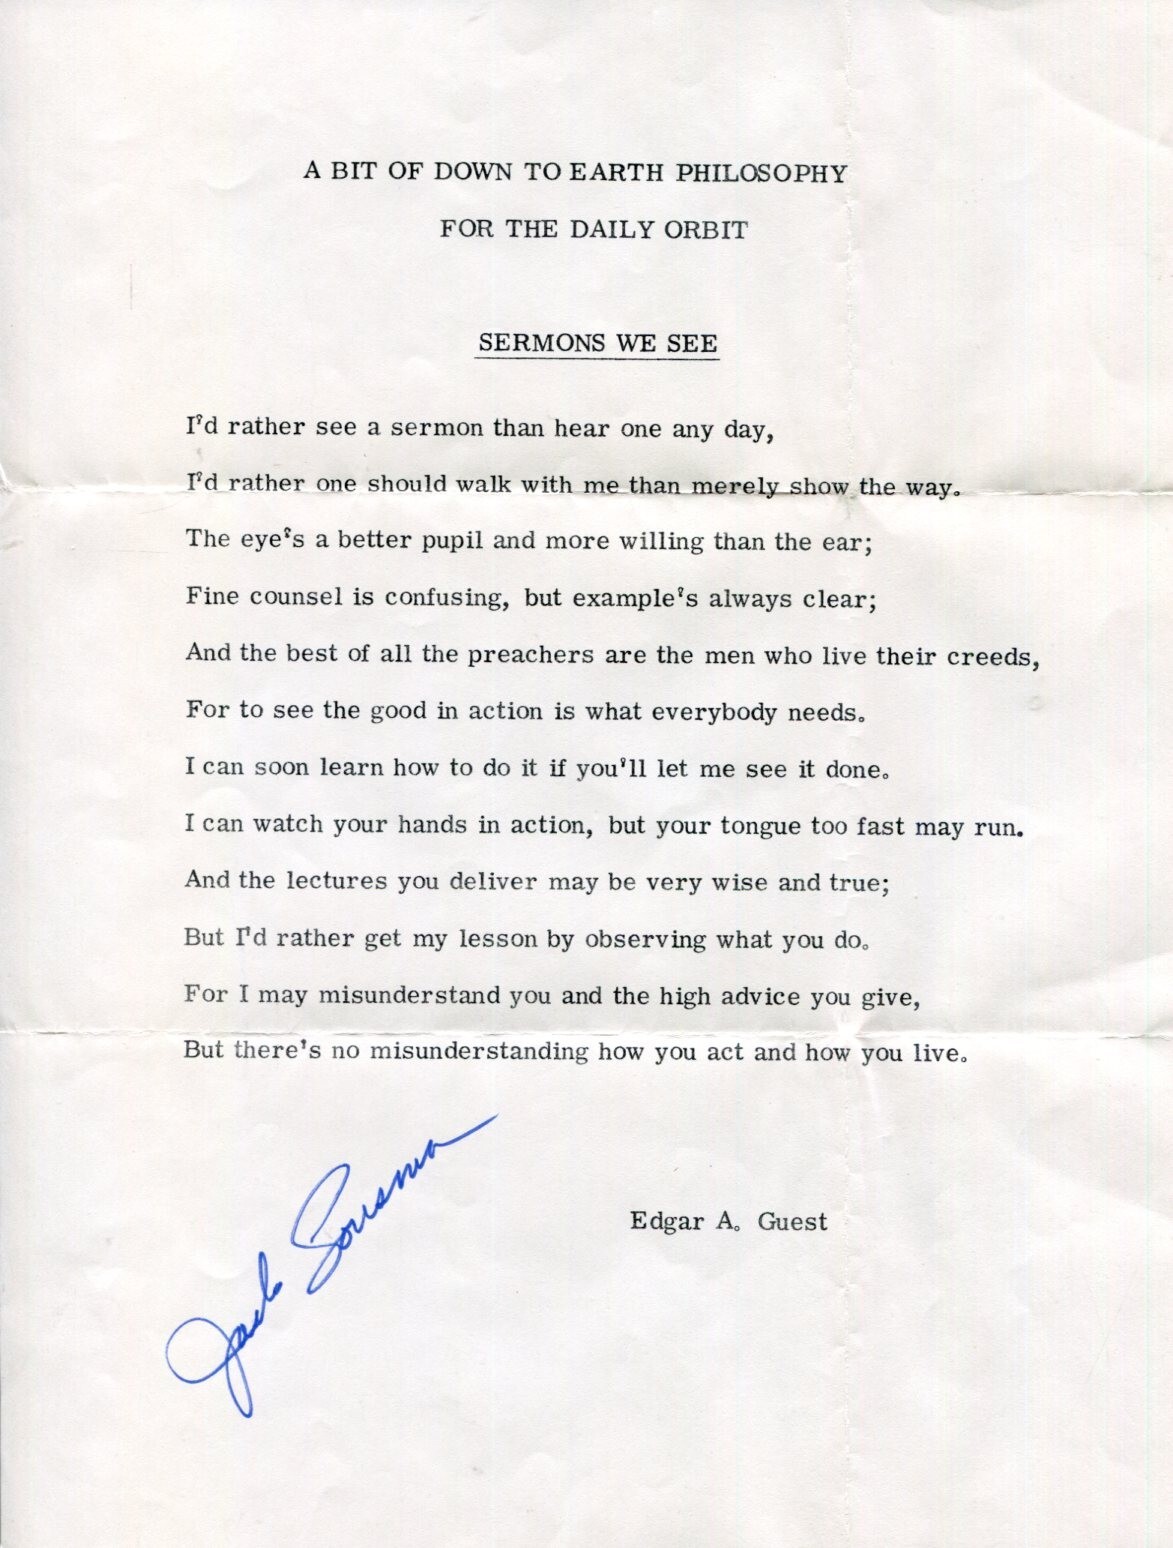 A BIT OF DOWN TO EARTH PHILOSOPHY
FOR THE DAILY ORBIT
SERMONS WE SEE
I'd rather see a sermon than hear one any day,
I'd rather one should walk with me than merely show the way.
The eye's a better pupil and more willing than the ear;
Fine counsel is confusing, but example's always clear;
And the best of all the preachers are the men who live their creeds,
For to see the good in action is what everybody needs.
I can soon learn how to do it if you'll let me see it done.
I can watch your hands in action, but your tongue too fast may run.
And the lectures you deliver may be very wise and true;
But I'd rather get my lesson by observing what you do.
For I may misunderstand you and the high advice you give,
But there's no misunderstanding how you act and how you live.
Edgar A. Guest
Jack Lousma